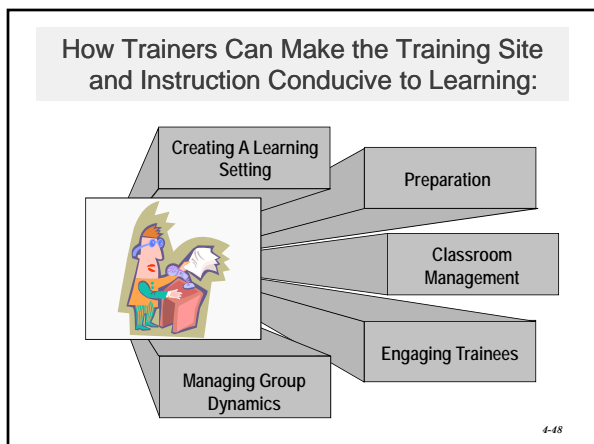 How Trainers Can Make the Training Site
and Instruction Conducive to Learning:
Creating A Learning
Setting
Preparation
Classroom
Management
Engaging Trainees
Managing Group
Dynamics
4-48